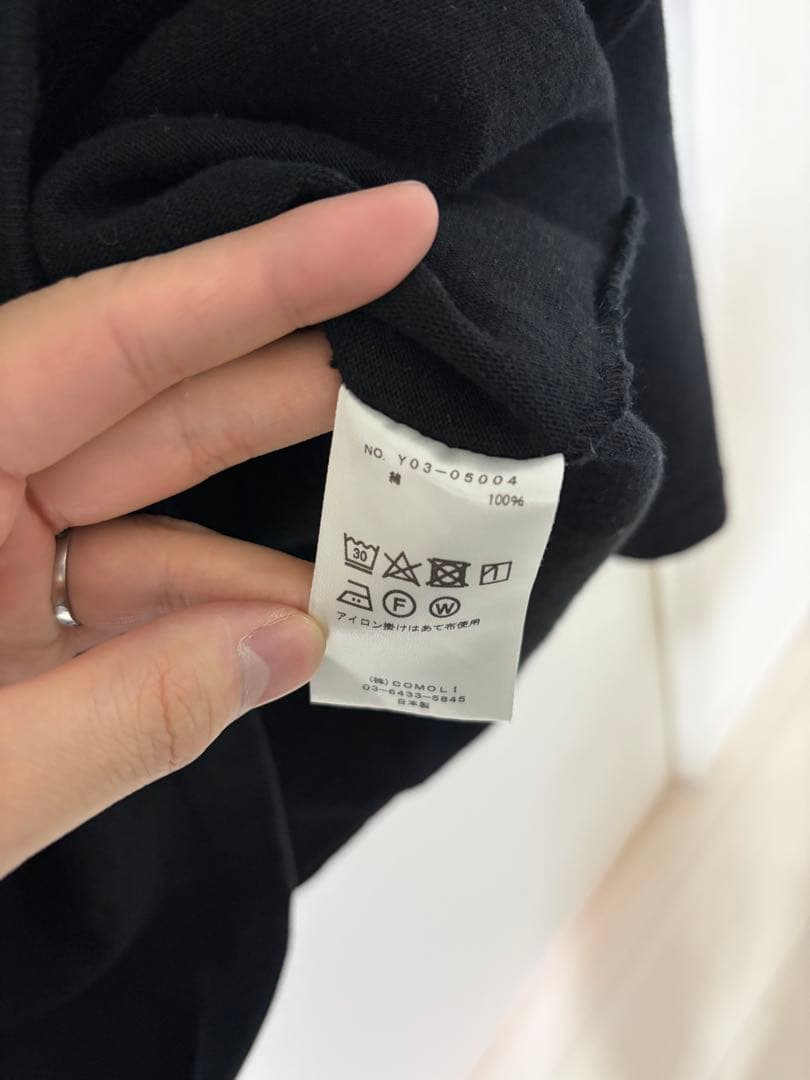 NO. Y03-05004
綿 100%
30
F W
アイロン掛けはあて布使用
(株)COMOLI
03-6433-5845
日本製